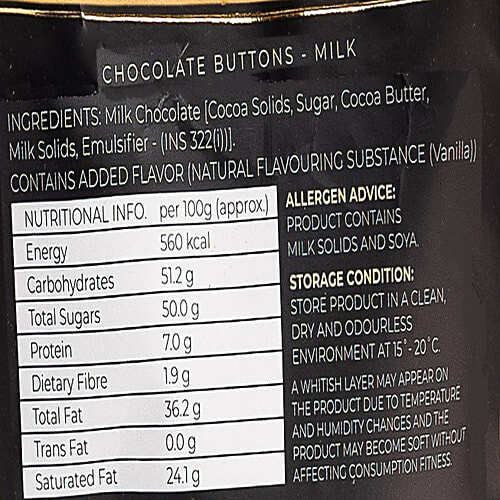 CHOCOLATE BUTTONS - MILK
INGREDIENTS: Milk Chocolate [Cocoa Solids, Sugar, Cocoa Butter,
Milk Solids, Emulsifier - (INS 322(i))].
CONTAINS ADDED FLAVOR (NATURAL FLAVOURING SUBSTANCE (Vanilla))
NUTRITIONAL INFO. per 100g (approx.)
Energy 560 kcal
Carbohydrates 51.2 g
Total Sugars 50.0 g
Protein 7.0 g
Dietary Fibre 1.9 g
Total Fat 36.2 g
Trans Fat 0.0 g
Saturated Fat 24.1 g
ALLERGEN ADVICE:
PRODUCT CONTAINS
MILK SOLIDS AND SOYA.
STORAGE CONDITION:
STORE PRODUCT IN A CLEAN,
DRY AND ODOURLESS
ENVIRONMENT AT 15°-20°C.
A WHITISH LAYER MAY APPEAR ON
THE PRODUCT DUE TO TEMPERATURE
AND HUMIDITY CHANGES AND THE
PRODUCT MAY BECOME SOFT WITHOUT
AFFECTING CONSUMPTION FITNESS.